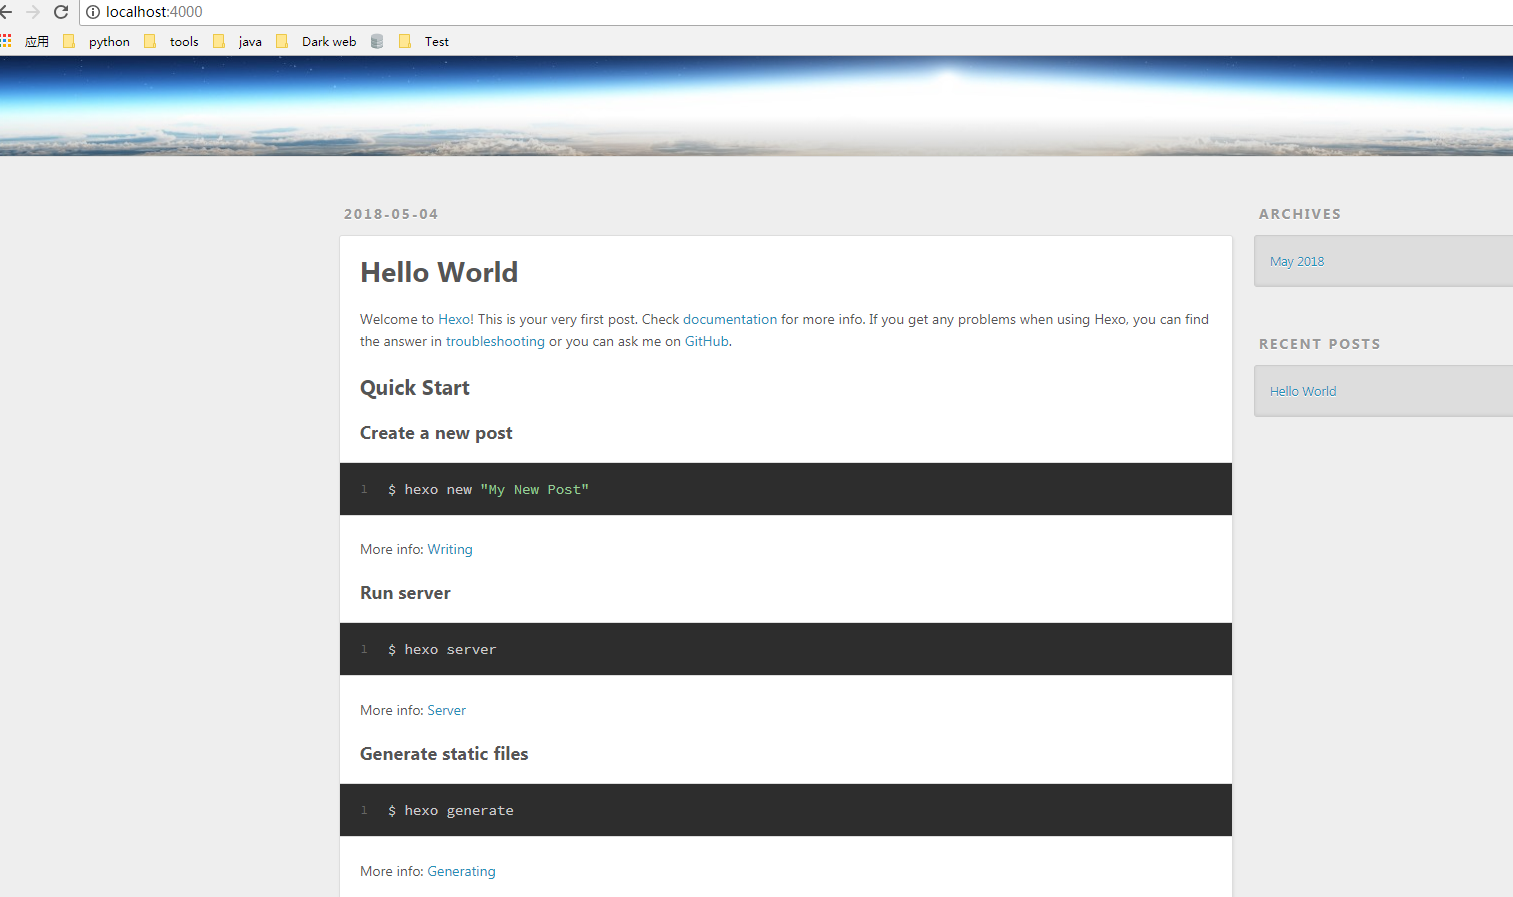 localhost:4000
应用 python tools java Dark web Test
2018-05-04
Hello World
Welcome to Hexo! This is your very first post. Check documentation for more info. If you get any problems when using Hexo, you can find
the answer in troubleshooting or you can ask me on GitHub.
Quick Start
Create a new post
1 $ hexo new "My New Post"
More info: Writing
Run server
1 $ hexo server
More info: Server
Generate static files
1 $ hexo generate
More info: Generating
ARCHIVES
May 2018
RECENT POSTS
Hello World